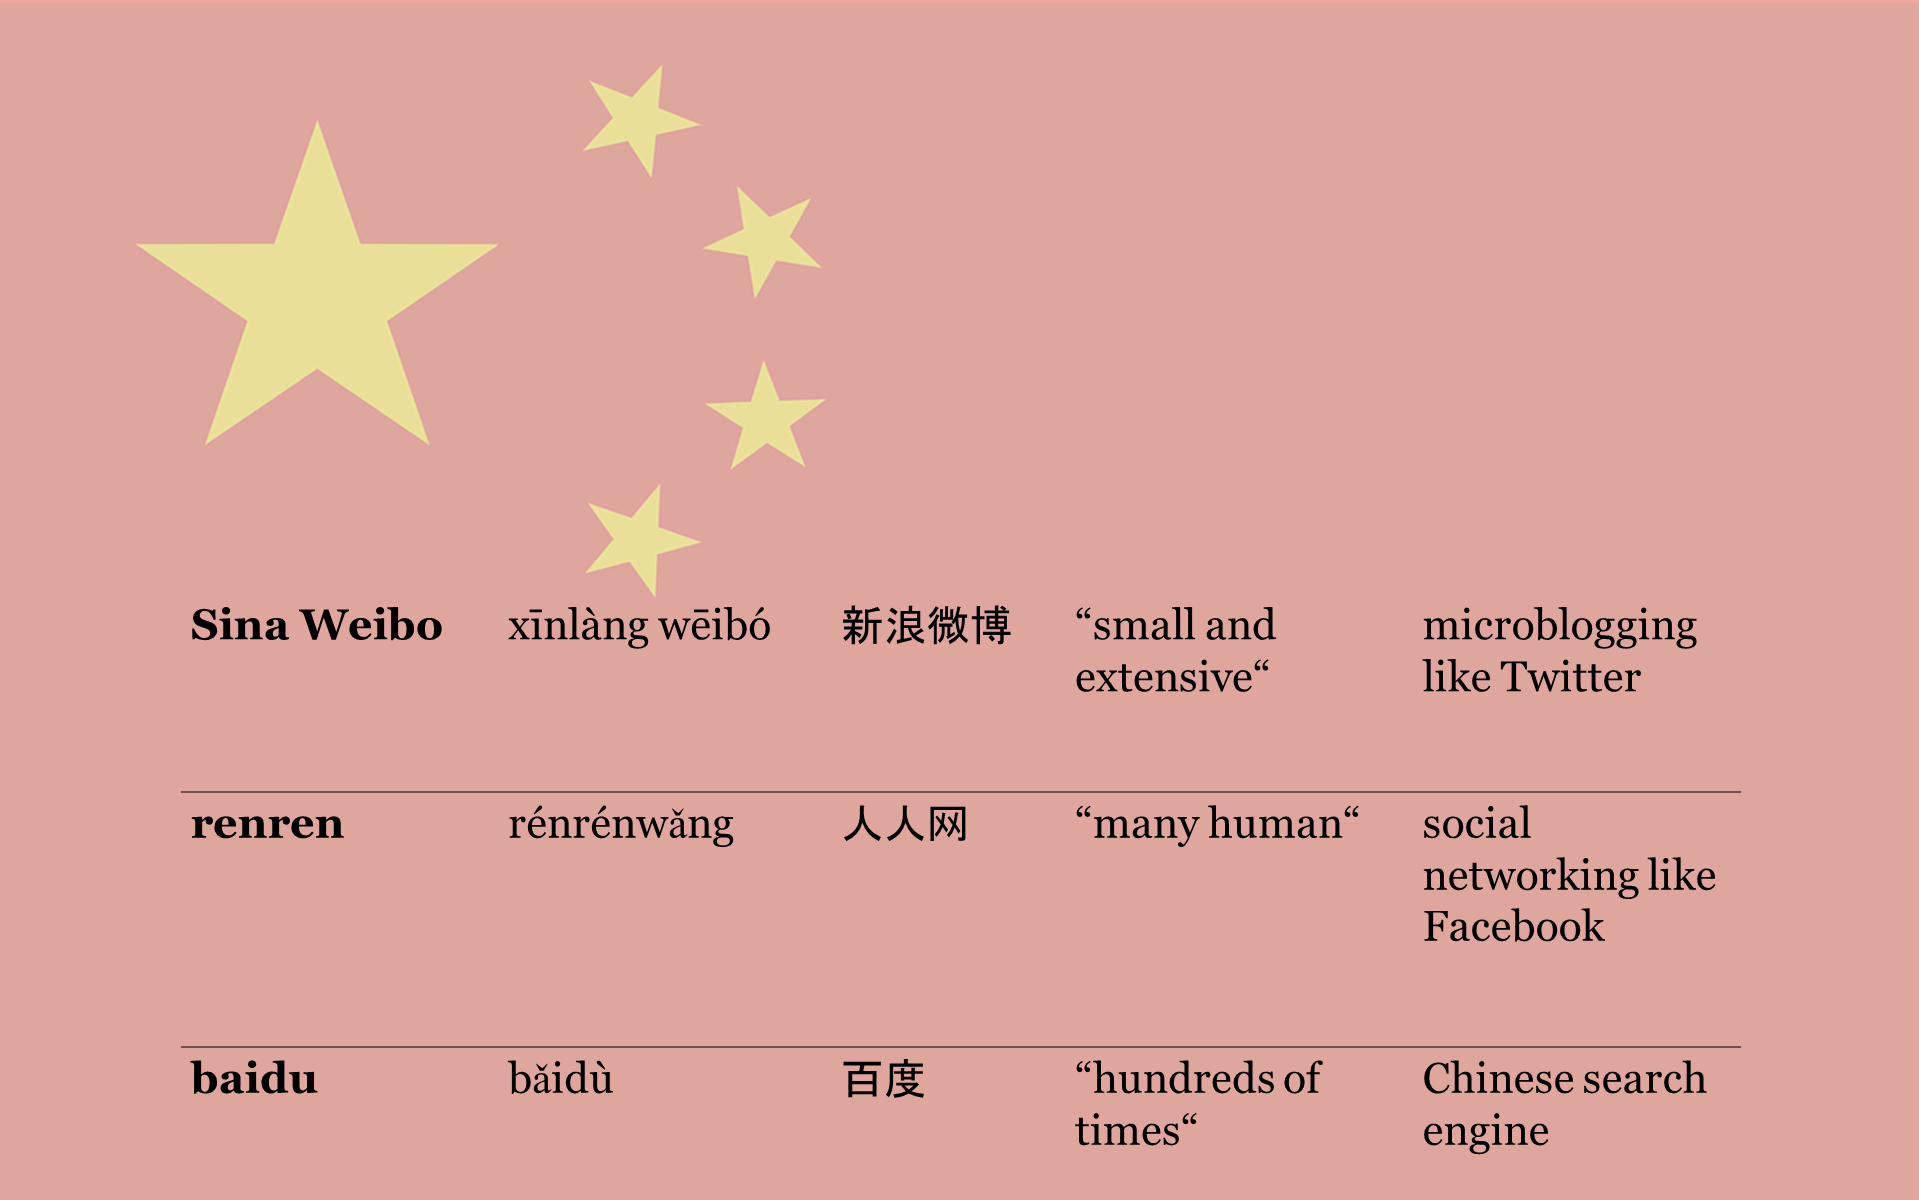 Sina Weibo xīnlàng wēibó 新浪微博 “small and
extensive“ microblogging
like Twitter
renren rénrénwǎng 人人网 “many human“ social
networking like
Facebook
baidu bǎidù 百度 “hundreds of
times“ Chinese search
engine